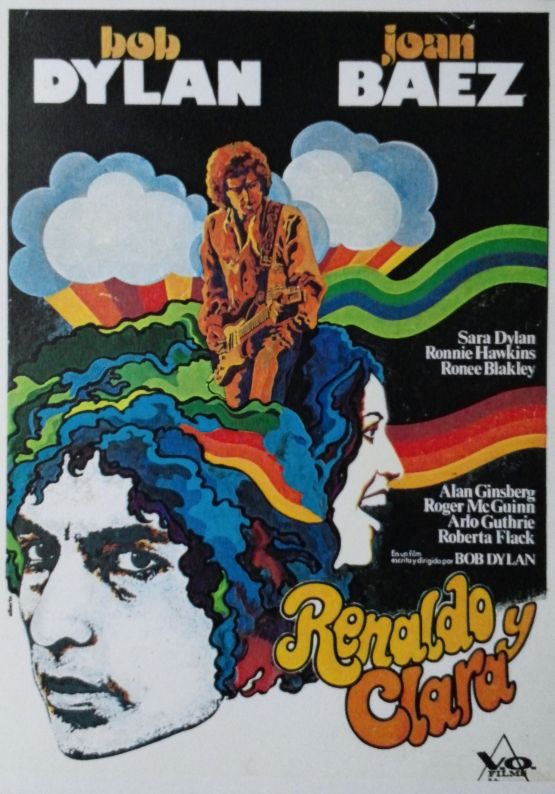 bob
DYLAN
joan
BAEZ
Sara Dylan
Ronnie Hawkins
Ronee Blakley
Alan Ginsberg
Roger McGuinn
Arlo Guthrie
Roberta Flack
En un film
escrito y dirigido por BOB DYLAN
Renaldo y
Clara
V.O.
FILMS